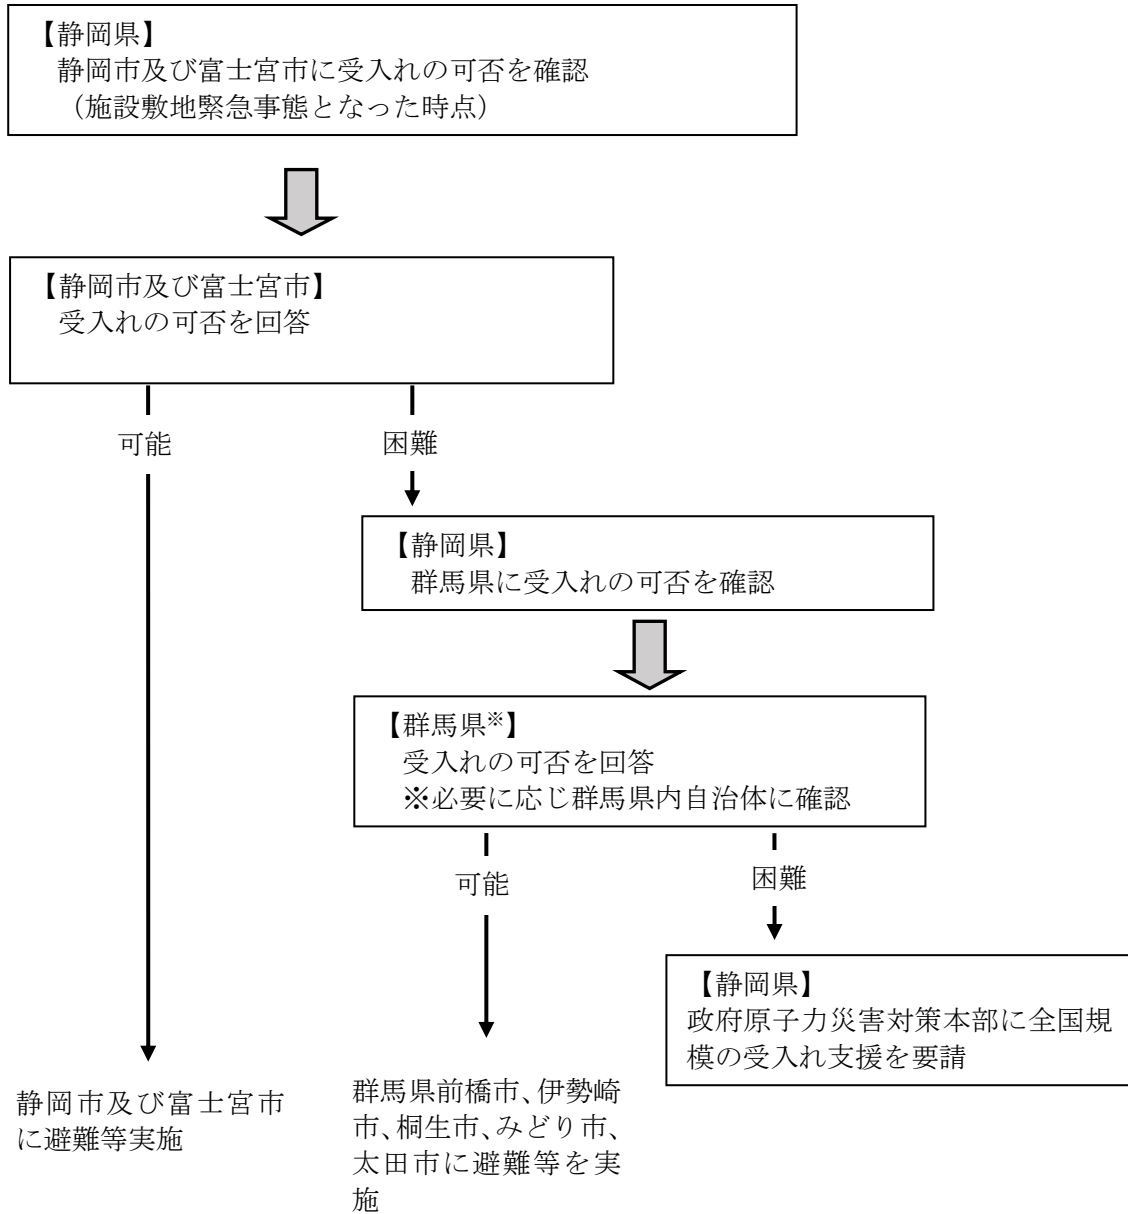 【静岡県】
静岡市及び富士宮市に受入れの可否を確認
（施設敷地緊急事態となった時点）
【静岡市及び富士宮市】
受入れの可否を回答
可能
困難
【静岡県】
群馬県に受入れの可否を確認
【群馬県※】
受入れの可否を回答
※必要に応じ群馬県内自治体に確認
可能
困難
【静岡県】
政府原子力災害対策本部に全国規
模の受入れ支援を要請
静岡市及び富士宮市
に避難等実施
群馬県前橋市、伊勢崎
市、桐生市、みどり市、
太田市に避難等を実
施